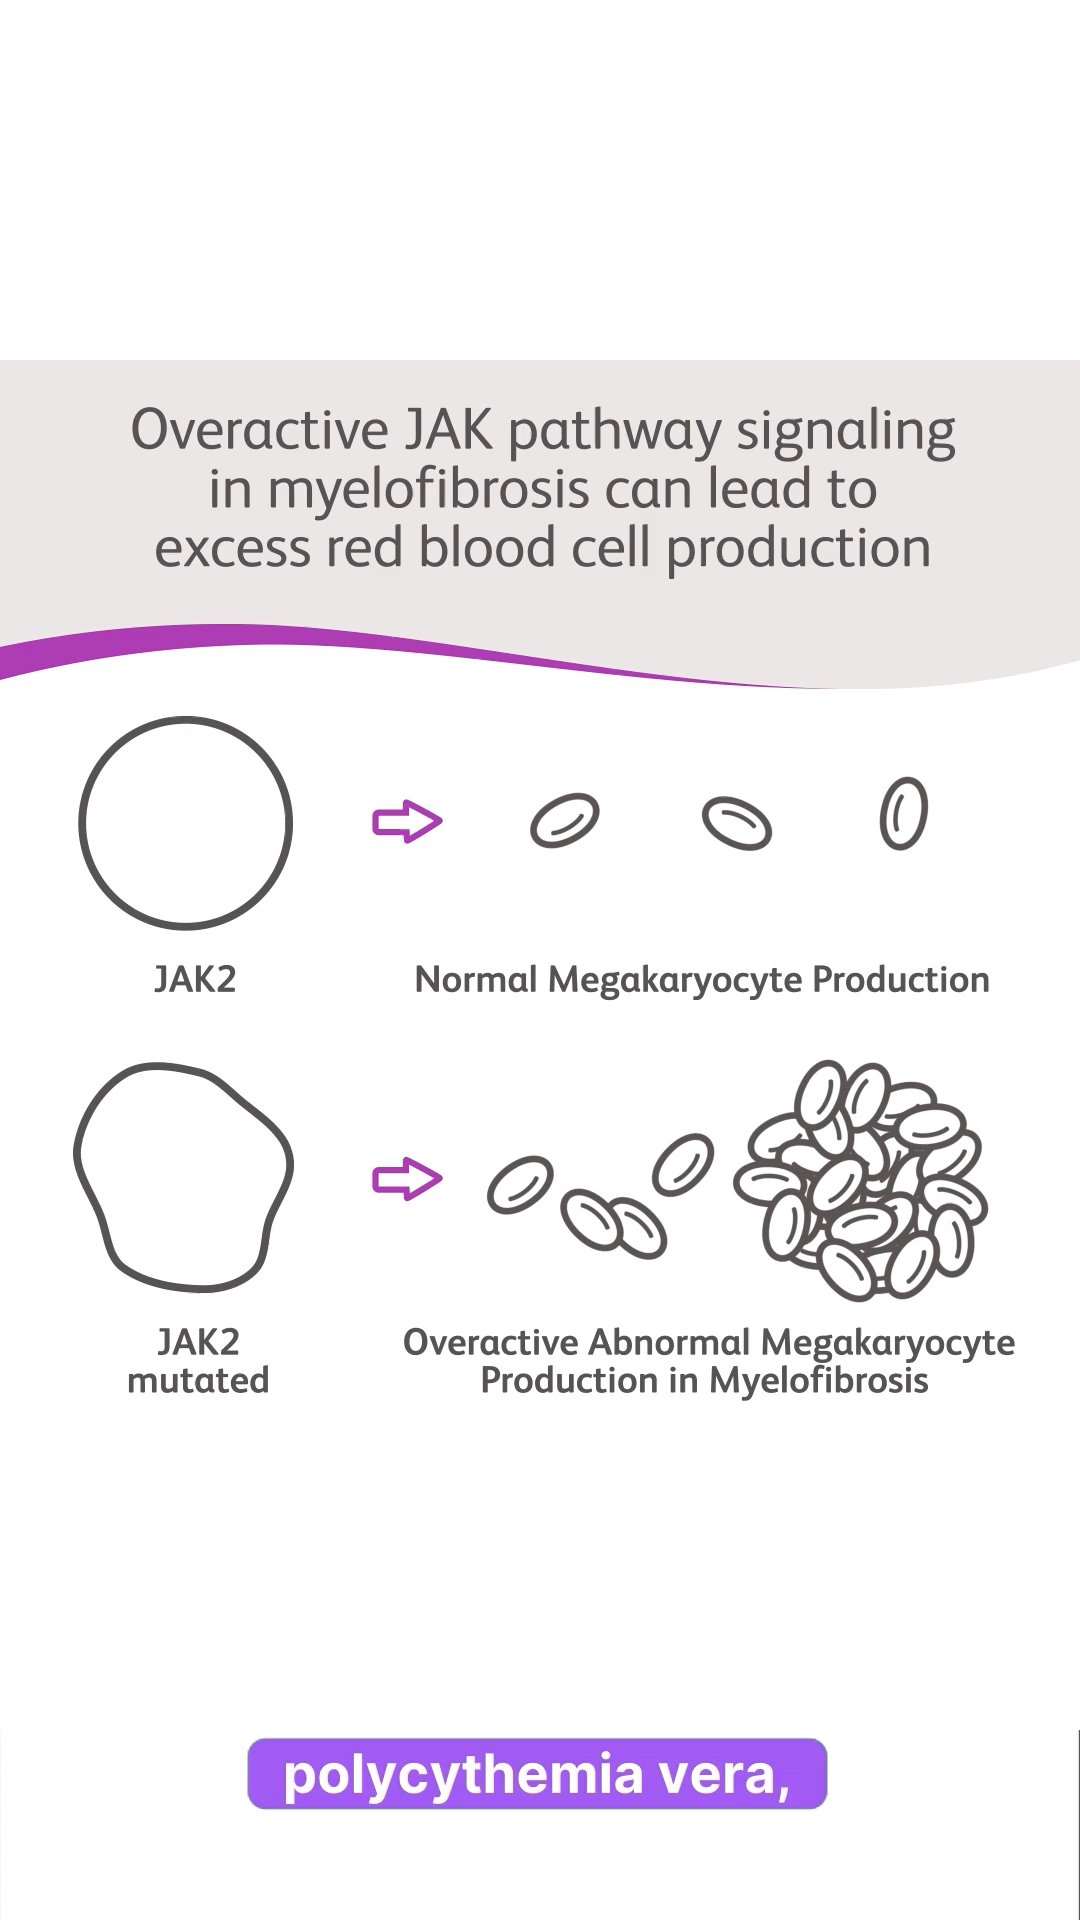 Overactive JAK pathway signaling
in myelofibrosis can lead to
excess red blood cell production
JAK2
Normal Megakaryocyte Production
JAK2
mutated
Overactive Abnormal Megakaryocyte
Production in Myelofibrosis
polycythemia vera,